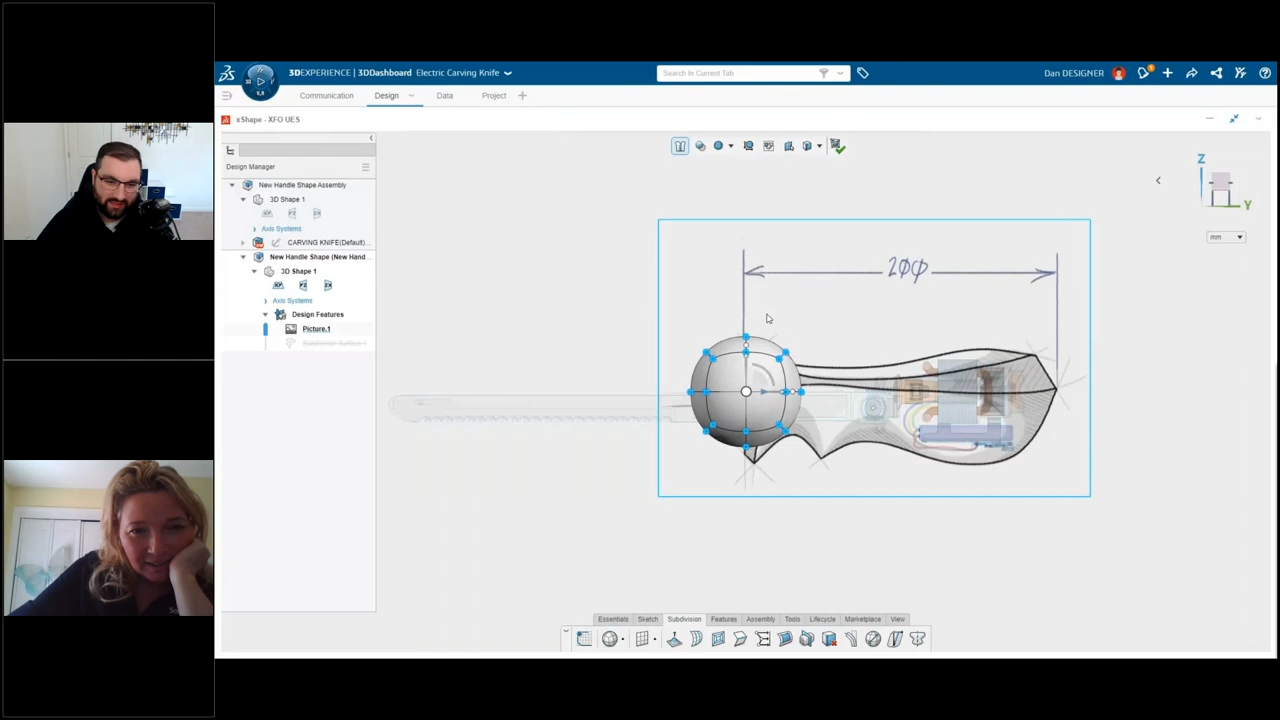 3DEXPERIENCE | 3DDashboard Electric Carving Knife
Search In Current Tab
Dan DESIGNER
Communication
Design
Data
Project
xShape - XFO UES
Design Manager
New Handle Shape Assembly
3D Shape 1
Axis Systems
CARVING KNIFE(Default)...
New Handle Shape (New Hand...
3D Shape 1
Axis Systems
Design Features
Picture.1
Subdivision Surface.1
200
Z
Y
mm
Essentials
Sketch
Subdivision
Features
Assembly
Tools
Lifecycle
Marketplace
View